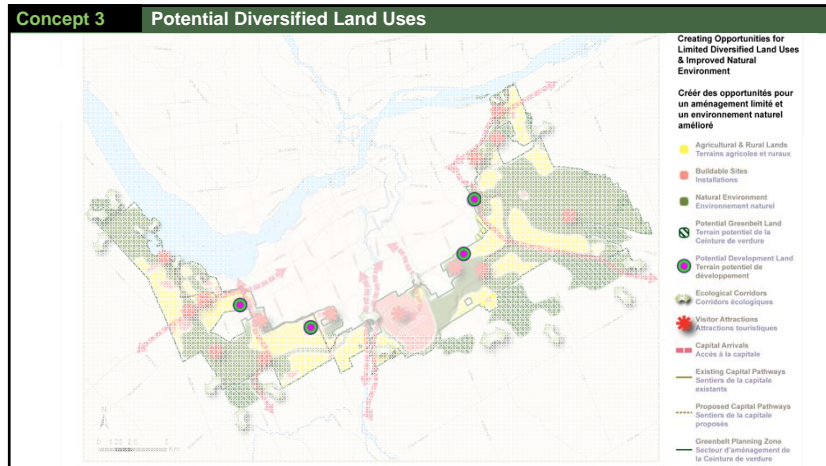 Concept 3 Potential Diversified Land Uses
Creating Opportunities for
Limited Diversified Land Uses
& Improved Natural
Environment
Créér des opportunités pour
un aménagement limité et
un environnement naturel
amélioré
Agricultural & Rural Lands
Terrains agricoles et ruraux
Buildable Sites
Installations
Natural Environment
Environnement naturel
Potential Greenbelt Land
Terrain potentiel de la
Ceinture de verdure
Potential Development Land
Terrain potentiel de
développement
Ecological Corridors
Corridors écologiques
Visitor Attractions
Attractions touristiques
Capital Arrivals
Accés à la capitale
Existing Capital Pathways
Sentiers de la capitale
existants
Proposed Capital Pathways
Sentiers de la capitale
proposés
Greenbelt Planning Zone
Secteur d'aménagement de
la Ceinture de verdure